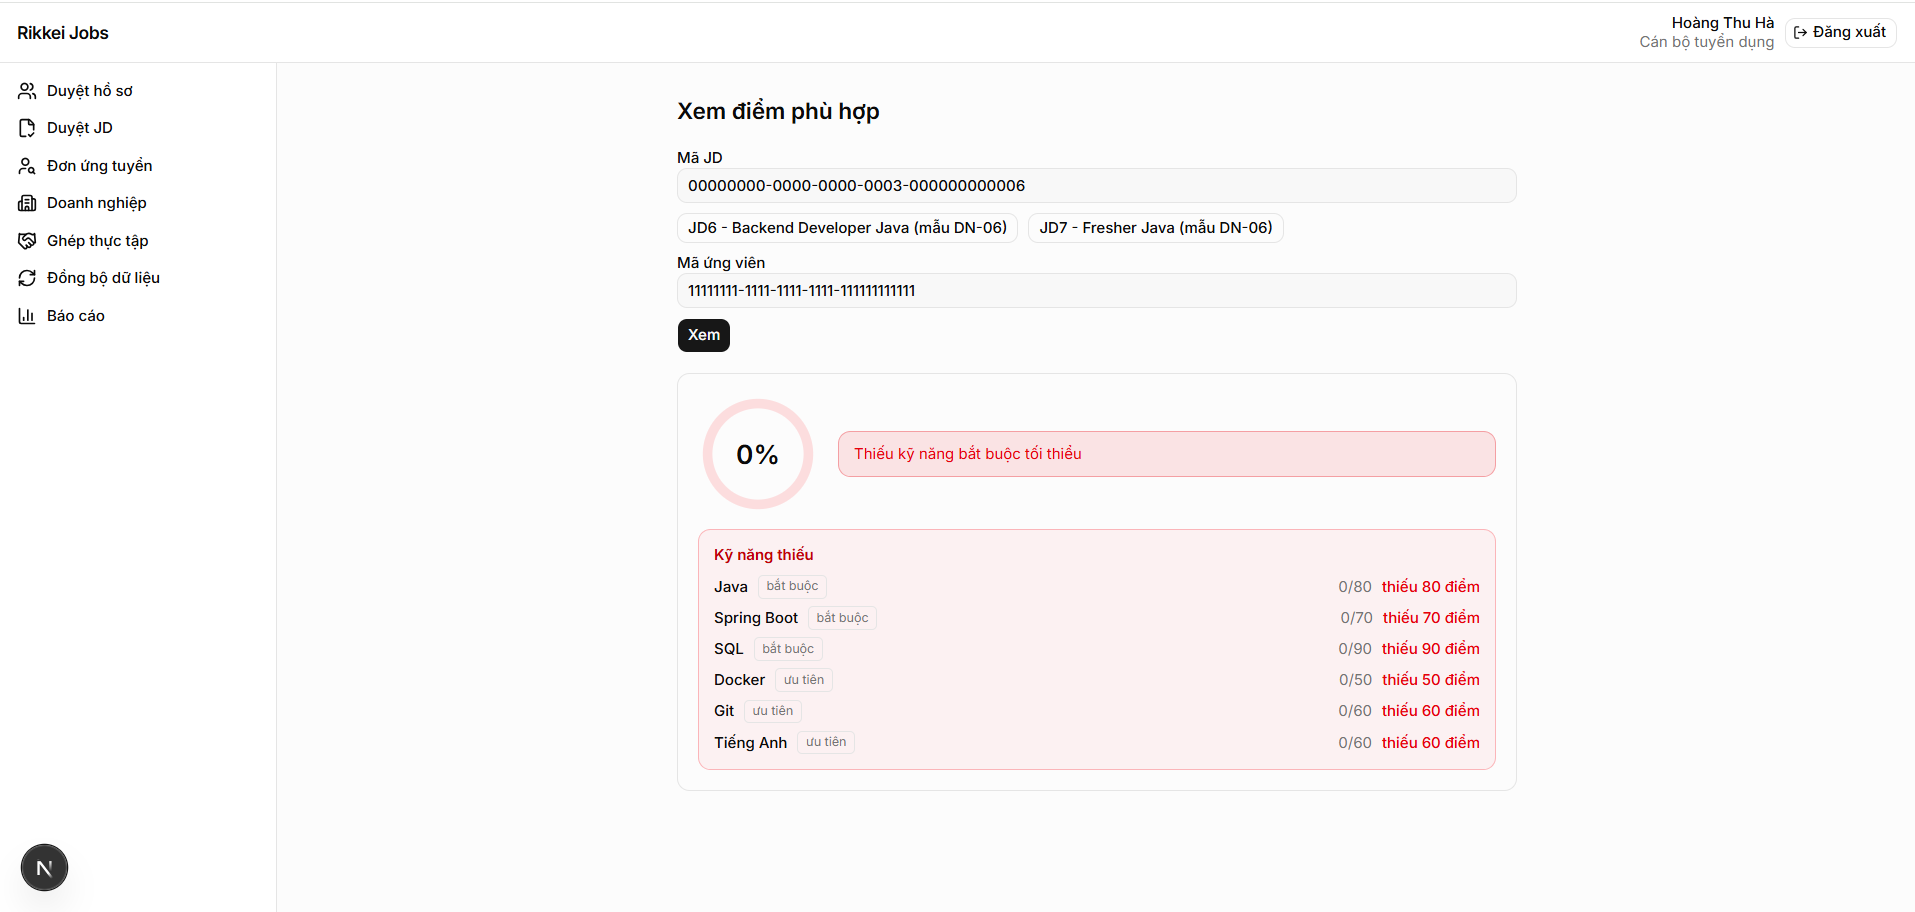 Rikkei Jobs
Hoàng Thu Hà
Cán bộ tuyển dụng
Đăng xuất
Duyệt hồ sơ
Duyệt JD
Đơn ứng tuyển
Doanh nghiệp
Ghép thực tập
Đồng bộ dữ liệu
Báo cáo
Xem điểm phù hợp
Mã JD
00000000-0000-0000-0003-000000000006
JD6 - Backend Developer Java (mẫu DN-06) JD7 - Fresher Java (mẫu DN-06)
Mã ứng viên
11111111-1111-1111-1111-111111111111
Xem
0% Thiếu kỹ năng bắt buộc tối thiểu
Kỹ năng thiếu
Java bắt buộc 0/80 thiếu 80 điểm
Spring Boot bắt buộc 0/70 thiếu 70 điểm
SQL bắt buộc 0/90 thiếu 90 điểm
Docker ưu tiên 0/50 thiếu 50 điểm
Git ưu tiên 0/60 thiếu 60 điểm
Tiếng Anh ưu tiên 0/60 thiếu 60 điểm
N